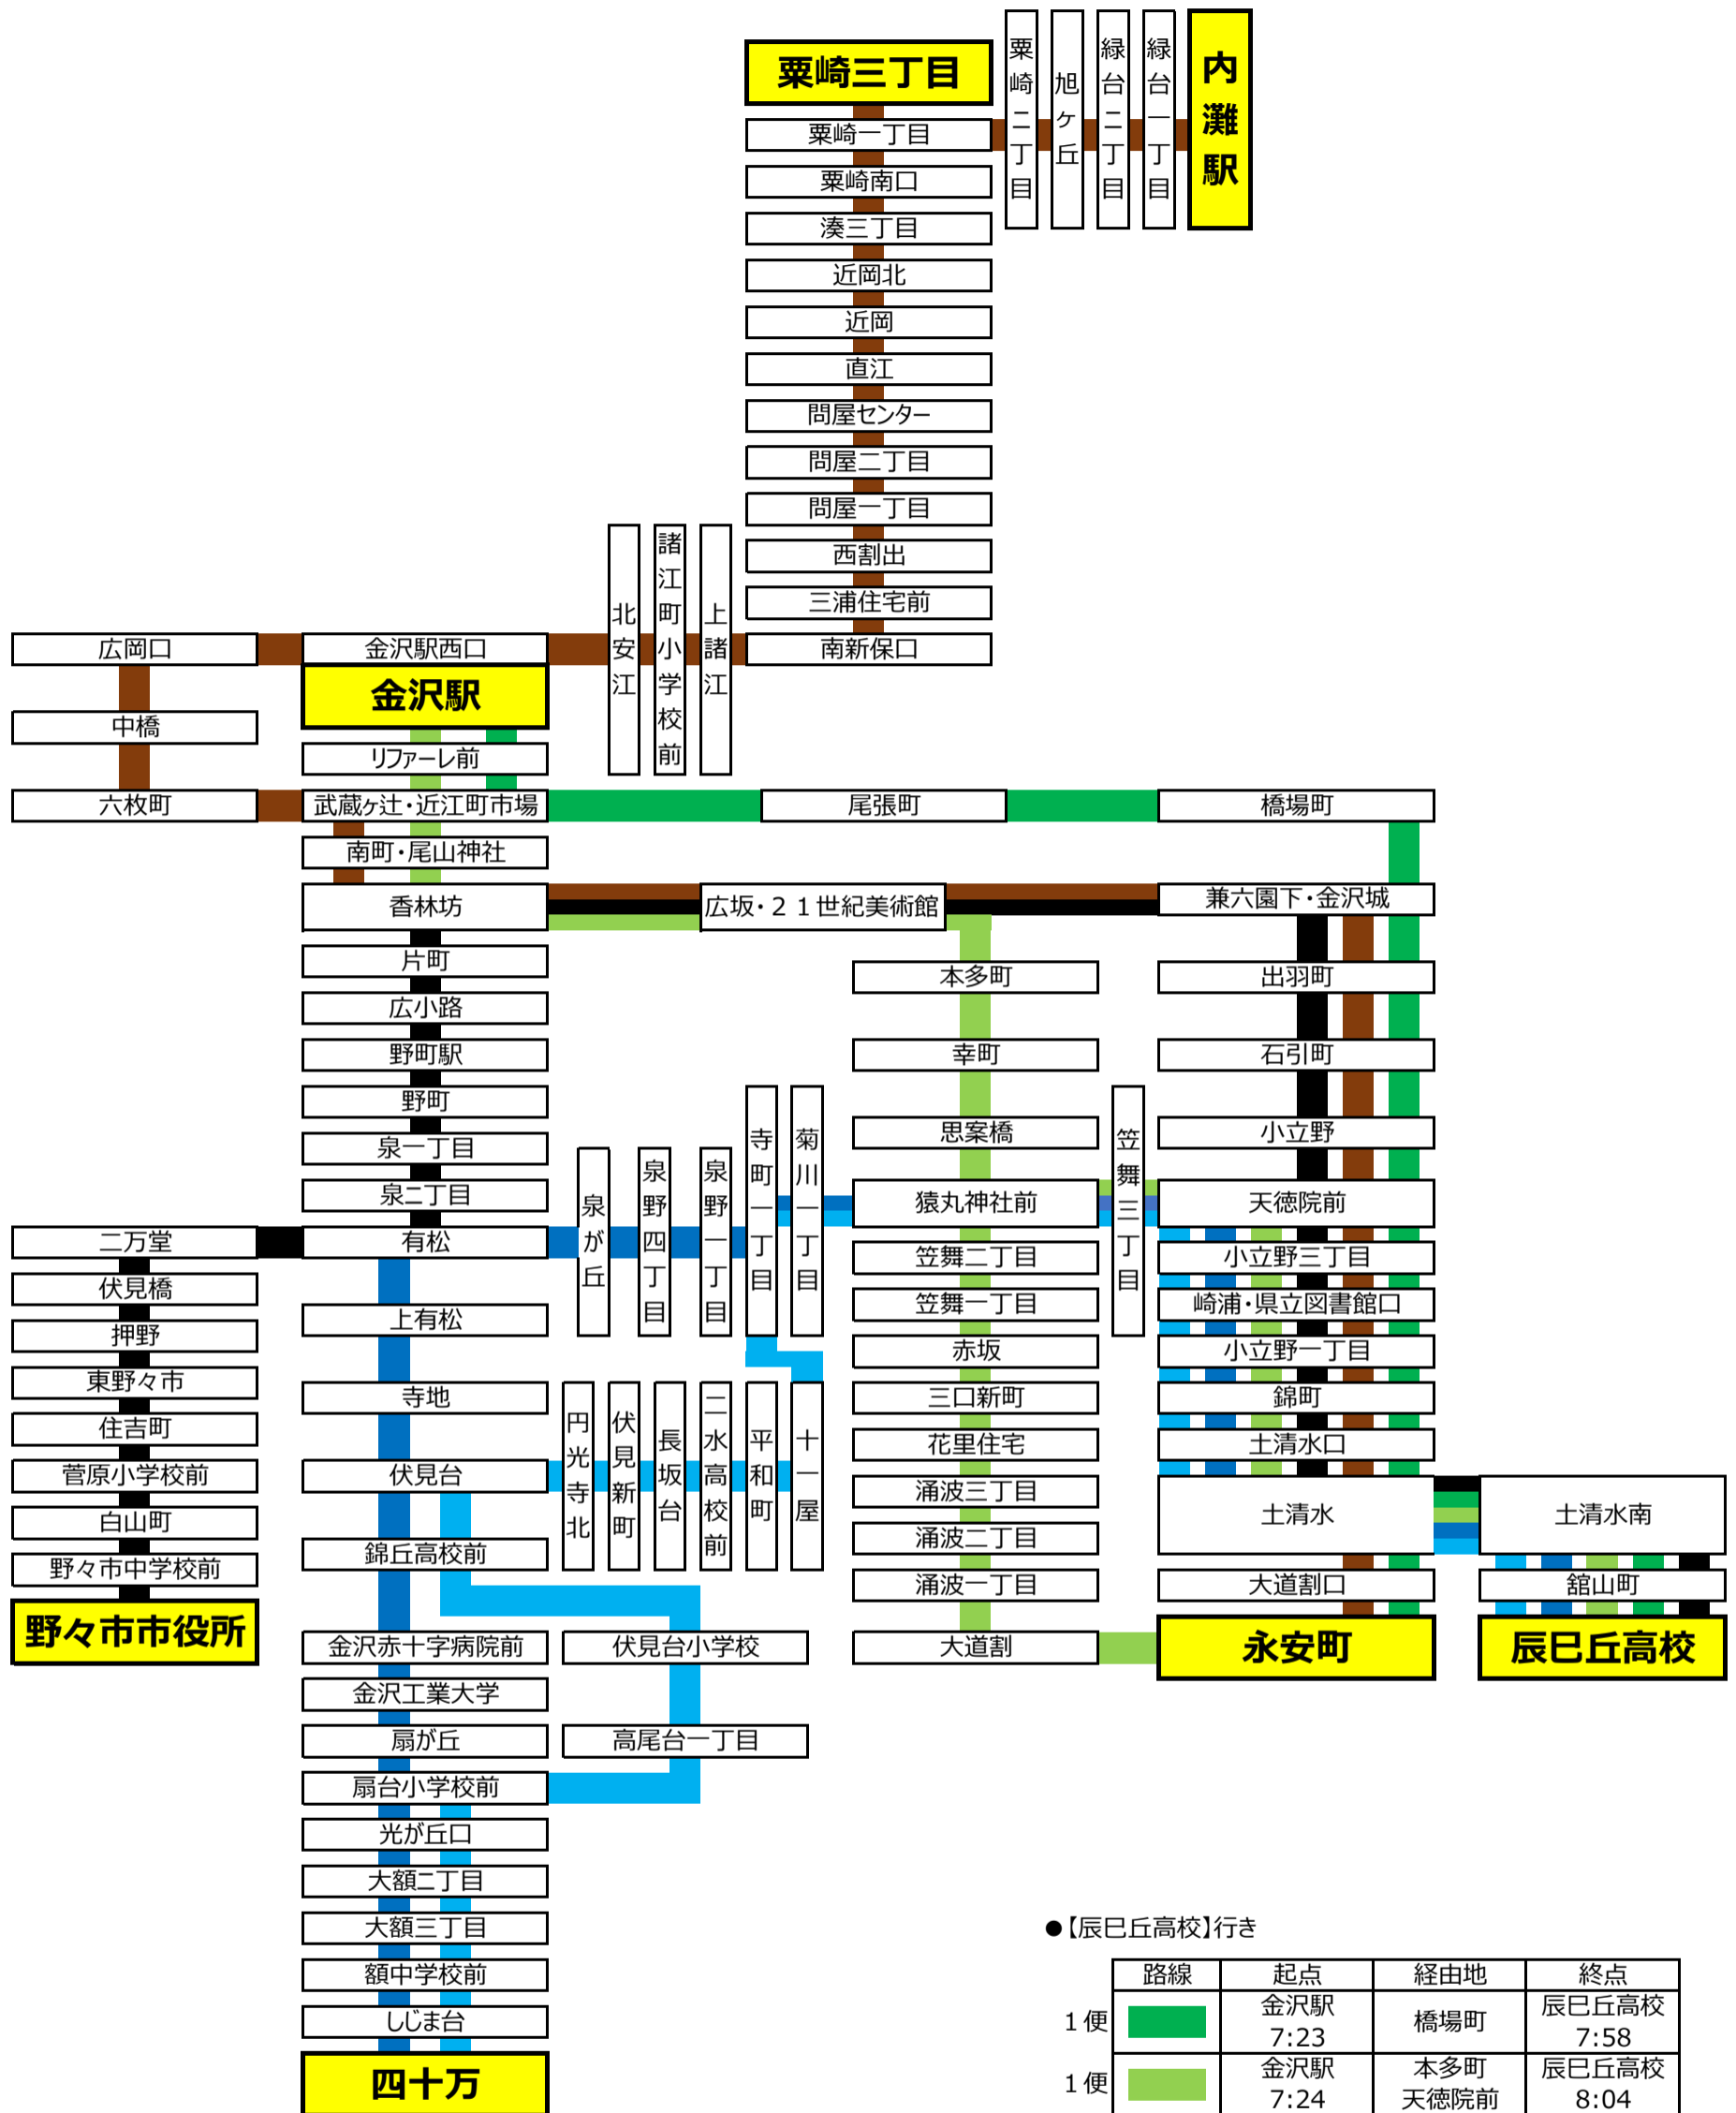 粟崎三丁目
粟崎一丁目
粟崎南口
湊三丁目
近岡北
近岡
直江
問屋センター
問屋二丁目
問屋一丁目
西割出
三浦住宅前
南新保口
粟崎ニ丁目
旭ヶ丘
緑台ニ丁目
緑台一丁目
内灘駅
北安江
諸江町小学校前
上諸江
広岡口
金沢駅西口
金沢駅
中橋
リファーレ前
六枚町
武蔵ヶ辻・近江町市場
尾張町
橋場町
南町・尾山神社
香林坊
広坂・21世紀美術館
兼六園下・金沢城
片町
広小路
野町駅
野町
泉一丁目
泉ニ丁目
有松
本多町
幸町
思案橋
猿丸神社前
笠舞二丁目
笠舞一丁目
赤坂
三口新町
花里住宅
涌波三丁目
涌波二丁目
涌波一丁目
大道割
出羽町
石引町
小立野
天徳院前
小立野三丁目
崎浦・県立図書館口
小立野一丁目
錦町
土清水口
土清水
大道割口
永安町
土清水南
舘山町
辰巳丘高校
笠舞三丁目
寺町一丁目
菊川一丁目
泉が丘
泉野四丁目
泉野一丁目
二万堂
伏見橋
押野
東野々市
住吉町
菅原小学校前
白山町
野々市中学校前
野々市市役所
上有松
寺地
伏見台
錦丘高校前
金沢赤十字病院前
金沢工業大学
扇が丘
扇台小学校前
光が丘口
大額ニ丁目
大額三丁目
額中学校前
しじま台
四十万
円光寺北
伏見新町
長坂台
二水高校前
平和町
十一屋
伏見台小学校
高尾台一丁目
●【辰巳丘高校】行き
路線 起点 経由地 終点
1便 金沢駅 7:23 橋場町 辰巳丘高校 7:58
1便 金沢駅 7:24 本多町 天徳院前 辰巳丘高校 8:04